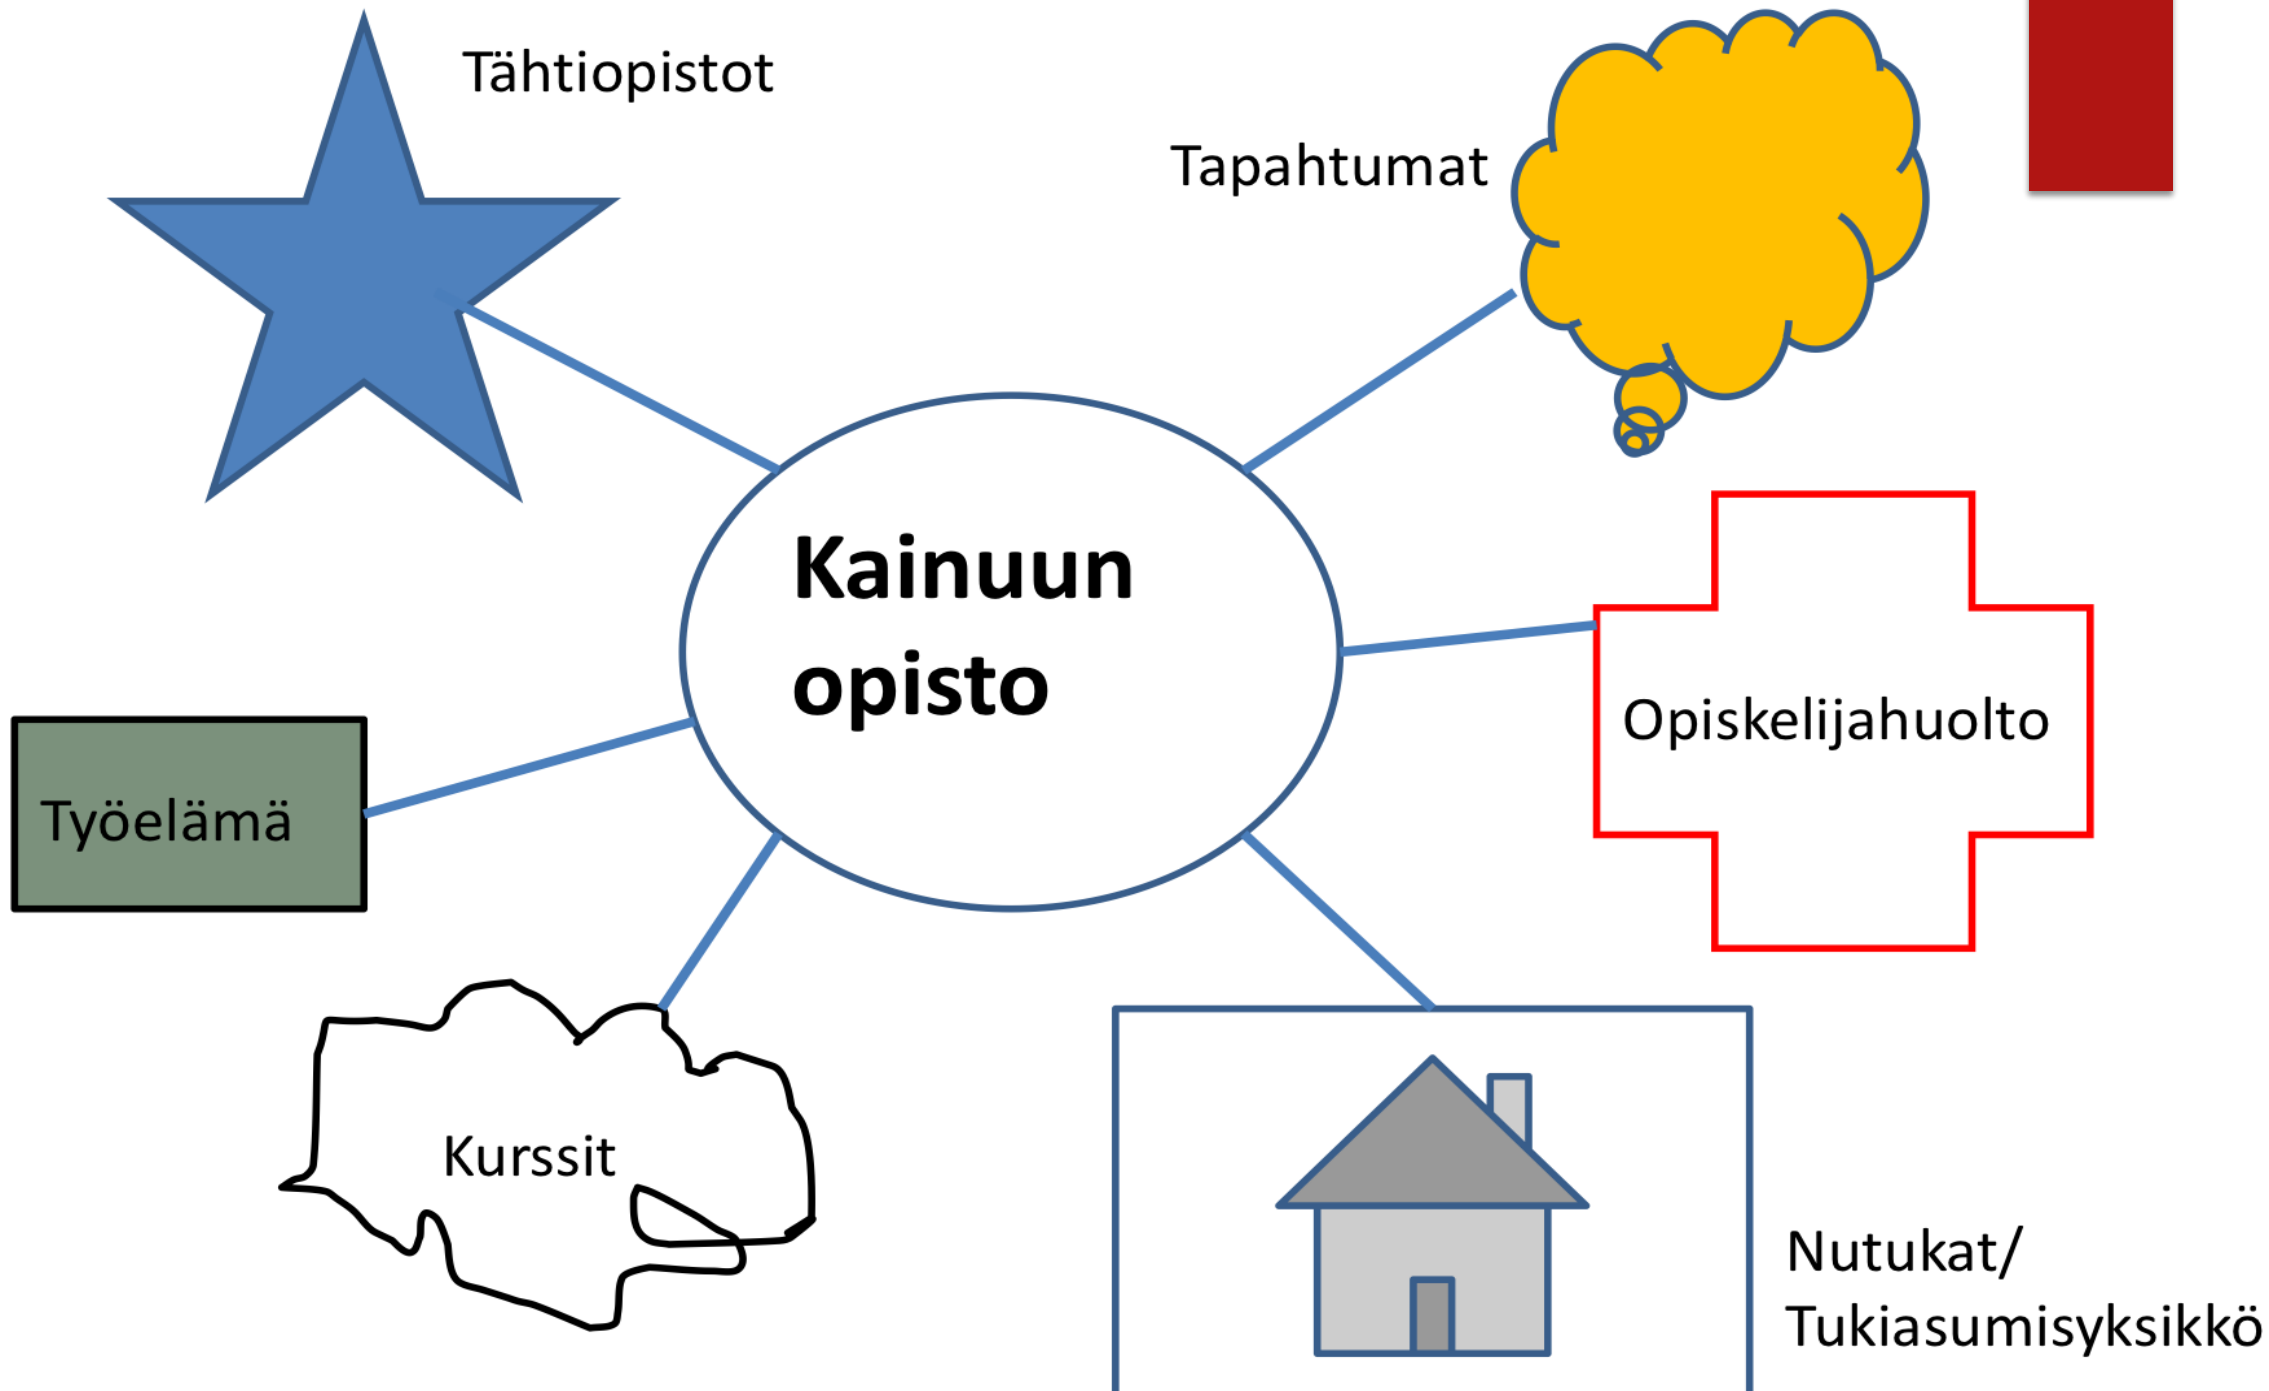 Tähtiopistot
Tapahtumat
Kainuun
opisto
Opiskelijahuolto
Työelämä
Kurssit
Nutukat/
Tukiasumisyksikkö